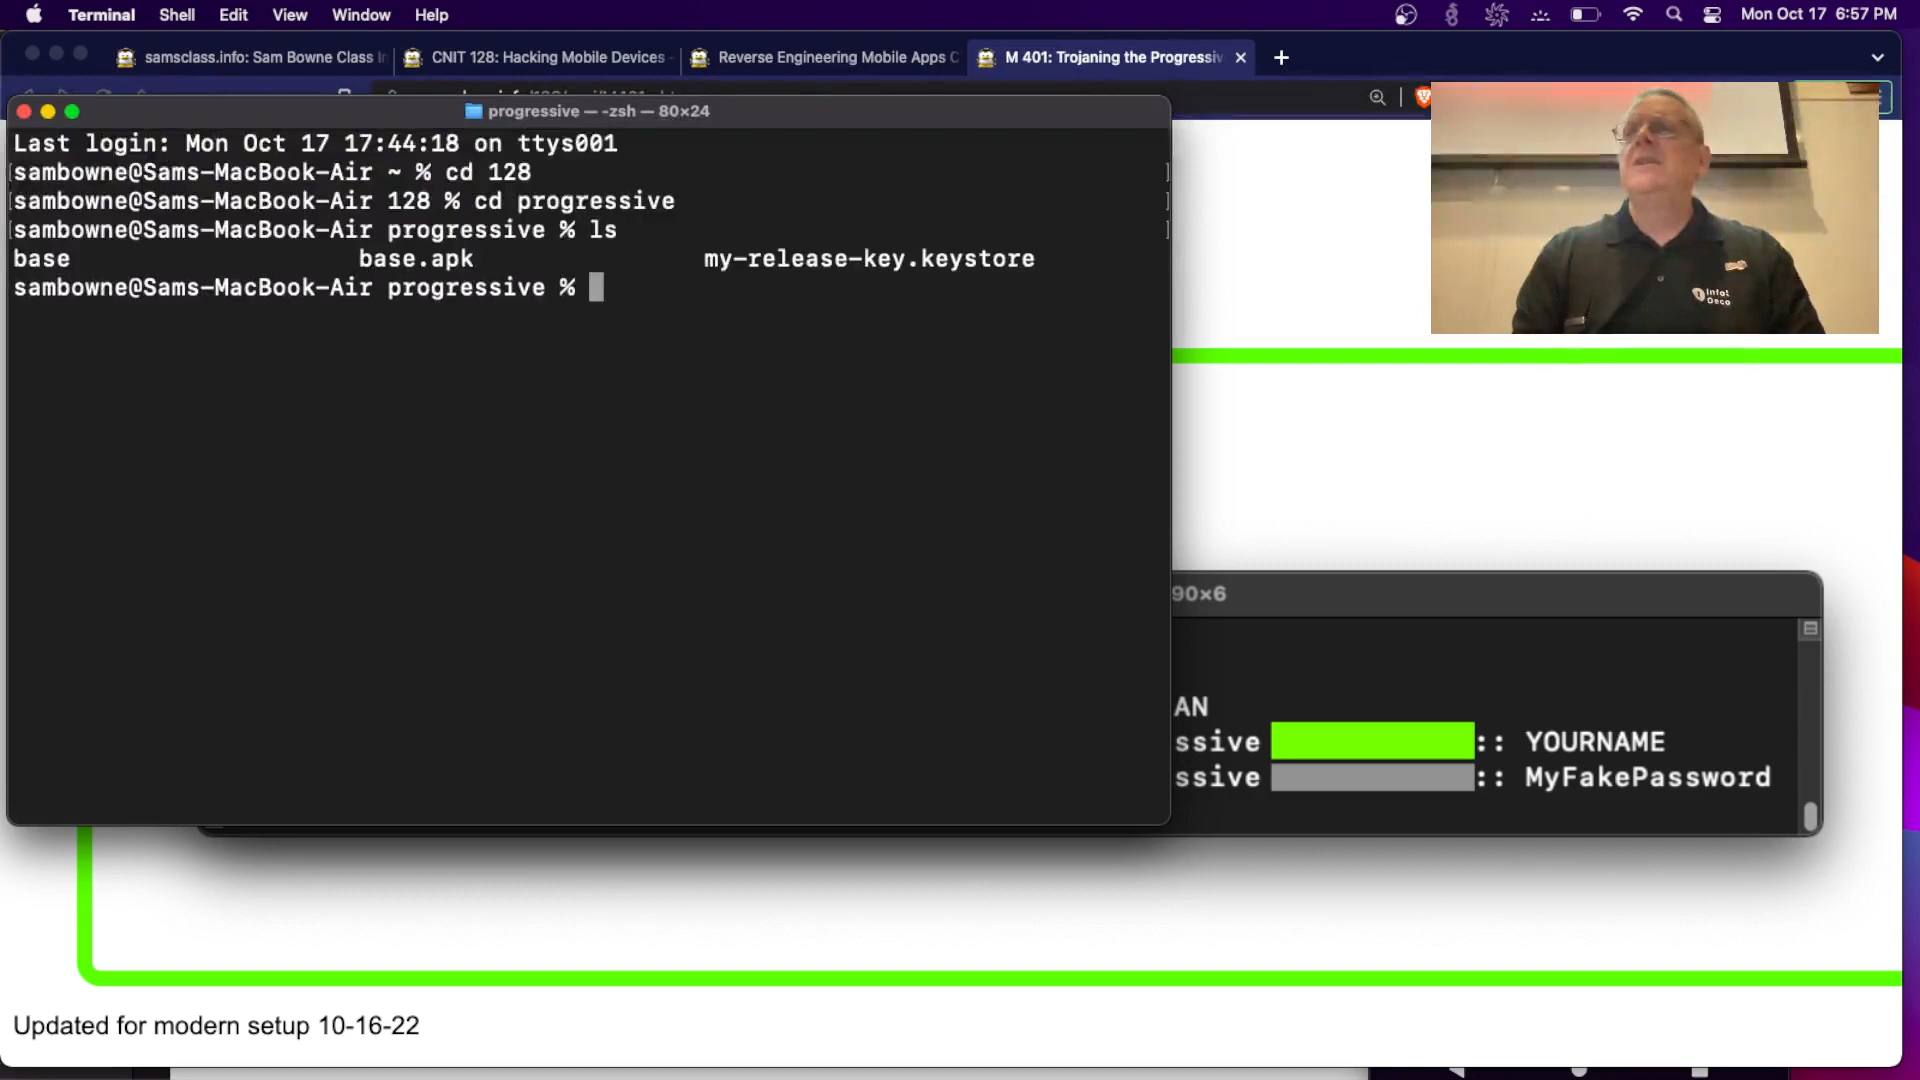 Terminal Shell Edit View Window Help Mon Oct 17 6:57 PM
samsclass.info: Sam Bowne Class In CNIT 128: Hacking Mobile Devices - Reverse Engineering Mobile Apps C M 401: Trojaning the Progressiv
progressive — -zsh — 80×24
Last login: Mon Oct 17 17:44:18 on ttys001
sambowne@Sams-MacBook-Air ~ % cd 128
sambowne@Sams-MacBook-Air 128 % cd progressive
sambowne@Sams-MacBook-Air progressive % ls
base base.apk my-release-key.keystore
sambowne@Sams-MacBook-Air progressive %
90×6
AN
ssive :: YOURNAME
ssive :: MyFakePassword
Updated for modern setup 10-16-22